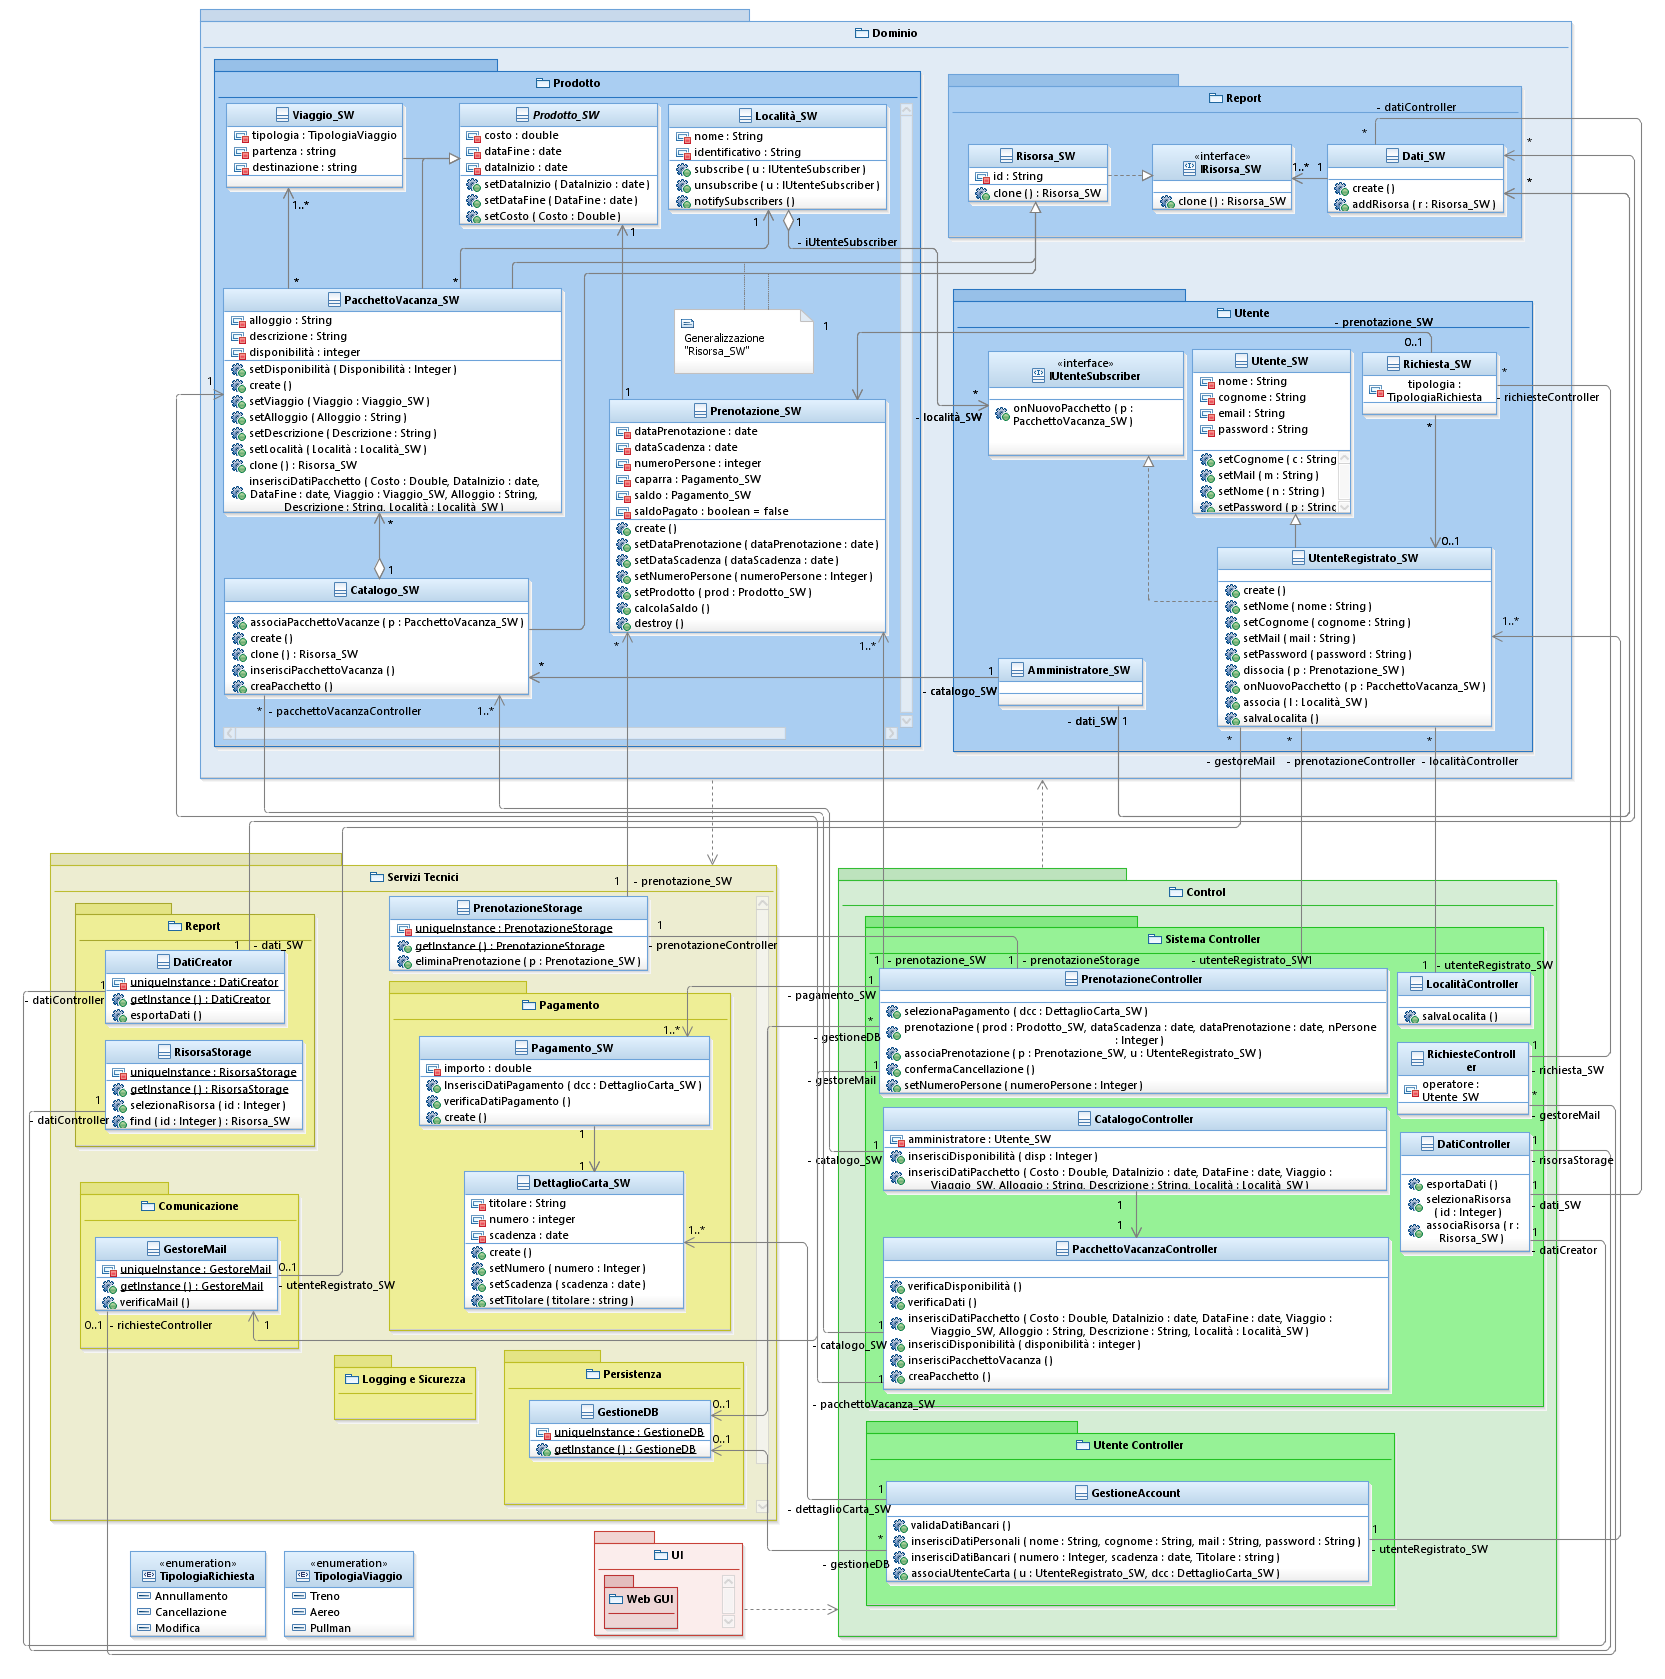 Dominio
Prodotto
Viaggio_SW
tipologia : TipologiaViaggio
partenza : string
destinazione : string
Prodotto_SW
costo : double
dataFine : date
dataInizio : date
setDataInizio ( DataInizio : date )
setDataFine ( DataFine : date )
setCosto ( Costo : Double )
Località_SW
nome : String
identificativo : String
subscribe ( u : IUtenteSubscriber )
unsubscribe ( u : IUtenteSubscriber )
notifySubscribers ( )
1..*
*
*
1
1
1
- iUtenteSubscriber
PacchettoVacanza_SW
alloggio : String
descrizione : String
disponibilità : integer
setDisponibilità ( Disponibilità : Integer )
create ( )
setViaggio ( Viaggio : Viaggio_SW )
setAlloggio ( Alloggio : String )
setDescrizione ( Descrizione : String )
setLocalità ( Località : Località_SW )
clone ( ) : Risorsa_SW
inserisciDatiPacchetto ( Costo : Double, DataInizio : date,
DataFine : date, Viaggio : Viaggio_SW, Alloggio : String,
Descrizione : String, Località : Località_SW )
1
*
1
Generalizzazione
"Risorsa_SW"
1
1
Prenotazione_SW
dataPrenotazione : date
dataScadenza : date
numeroPersone : integer
caparra : Pagamento_SW
saldo : Pagamento_SW
saldoPagato : boolean = false
create ( )
setDataPrenotazione ( dataPrenotazione : date )
setDataScadenza ( dataScadenza : date )
setNumeroPersone ( numeroPersone : Integer )
setProdotto ( prod : Prodotto_SW )
calcolaSaldo ( )
destroy ( )
*
1..*
Catalogo_SW
associaPacchettoVacanze ( p : PacchettoVacanza_SW )
create ( )
clone ( ) : Risorsa_SW
inserisciPacchettoVacanza ( )
creaPacchetto ( )
*
* - pacchettoVacanzaController
1..*
Report
- datiController
*
*
*
Risorsa_SW
id : String
clone ( ) : Risorsa_SW
«interface»
IRisorsa_SW
clone ( ) : Risorsa_SW
1..* 1
Dati_SW
create ( )
addRisorsa ( r : Risorsa_SW )
Utente
- prenotazione_SW
0..1
«interface»
IUtenteSubscriber
onNuovoPacchetto ( p :
PacchettoVacanza_SW )
*
- località_SW
Utente_SW
nome : String
cognome : String
email : String
password : String
setCognome ( c : String
setMail ( m : String )
setNome ( n : String )
setPassword ( p : String
Richiesta_SW
tipologia :
TipologiaRichiesta
*
- richiesteController
*
0..1
UtenteRegistrato_SW
create ( )
setNome ( nome : String )
setCognome ( cognome : String )
setMail ( mail : String )
setPassword ( password : String )
dissocia ( p : Prenotazione_SW )
onNuovoPacchetto ( p : PacchettoVacanza_SW )
associa ( l : Località_SW )
salvaLocalita ( )
1..*
Amministratore_SW
1
- catalogo_SW
- dati_SW 1
* * *
- gestoreMail - prenotazioneController - localitàController
Servizi Tecnici
1 - prenotazione_SW
Report
1 - dati_SW
DatiCreator
uniqueInstance : DatiCreator
getInstance ( ) : DatiCreator
esportaDati ( )
1
- datiController
RisorsaStorage
uniqueInstance : RisorsaStorage
getInstance ( ) : RisorsaStorage
selezionaRisorsa ( id : Integer )
find ( id : Integer ) : Risorsa_SW
1
- datiController
PrenotazioneStorage
uniqueInstance : PrenotazioneStorage
getInstance ( ) : PrenotazioneStorage
eliminaPrenotazione ( p : Prenotazione_SW )
1
- prenotazioneController
Pagamento
1..*
Pagamento_SW
importo : double
InserisciDatiPagamento ( dcc : DettaglioCarta_SW )
verificaDatiPagamento ( )
create ( )
1
1
DettaglioCarta_SW
titolare : String
numero : integer
scadenza : date
create ( )
setNumero ( numero : Integer )
setScadenza ( scadenza : date )
setTitolare ( titolare : string )
1..*
Comunicazione
GestoreMail
uniqueInstance : GestoreMail
getInstance ( ) : GestoreMail
verificaMail ( )
0..1
- utenteRegistrato_SW
0..1 - richiesteController
1
Logging e Sicurezza
Persistenza
GestioneDB
uniqueInstance : GestioneDB
getInstance ( ) : GestioneDB
0..1
0..1
Control
Sistema Controller
1 - prenotazione_SW
1 - prenotazioneStorage
- utenteRegistrato_SW1
1 - utenteRegistrato_SW
PrenotazioneController
selezionaPagamento ( dcc : DettaglioCarta_SW )
prenotazione ( prod : Prodotto_SW, dataScadenza : date, dataPrenotazione : date, nPersone
: Integer )
associaPrenotazione ( p : Prenotazione_SW, u : UtenteRegistrato_SW )
confermaCancellazione ( )
setNumeroPersone ( numeroPersone : Integer )
1
- pagamento_SW
*
- gestioneDB
1
- gestoreMail
LocalitàController
salvaLocalita ( )
RichiesteControll
er
operatore :
Utente_SW
1
- richiesta_SW
*
- gestoreMail
CatalogoController
amministratore : Utente_SW
inserisciDisponibilità ( disp : Integer )
inserisciDatiPacchetto ( Costo : Double, DataInizio : date, DataFine : date, Viaggio :
Viaggio_SW, Alloggio : String, Descrizione : String, Località : Località_SW )
1
- catalogo_SW
1
1
DatiController
esportaDati ( )
selezionaRisorsa
( id : Integer )
associaRisorsa ( r :
Risorsa_SW )
1
- risorsaStorage
1
- dati_SW
1
- datiCreator
PacchettoVacanzaController
verificaDisponibilità ( )
verificaDati ( )
inserisciDatiPacchetto ( Costo : Double, DataInizio : date, DataFine : date, Viaggio :
Viaggio_SW, Alloggio : String, Descrizione : String, Località : Località_SW )
inserisciDisponibilità ( disponibilità : integer )
inserisciPacchettoVacanza ( )
creaPacchetto ( )
1
- catalogo_SW
1
- pacchettoVacanza_SW
Utente Controller
GestioneAccount
validaDatiBancari ( )
inserisciDatiPersonali ( nome : String, cognome : String, mail : String, password : String )
inserisciDatiBancari ( numero : Integer, scadenza : date, Titolare : string )
associaUtenteCarta ( u : UtenteRegistrato_SW, dcc : DettaglioCarta_SW )
1
- dettaglioCarta_SW
*
- gestioneDB
1
- utenteRegistrato_SW
«enumeration»
TipologiaRichiesta
Annullamento
Cancellazione
Modifica
«enumeration»
TipologiaViaggio
Treno
Aereo
Pullman
UI
Web GUI